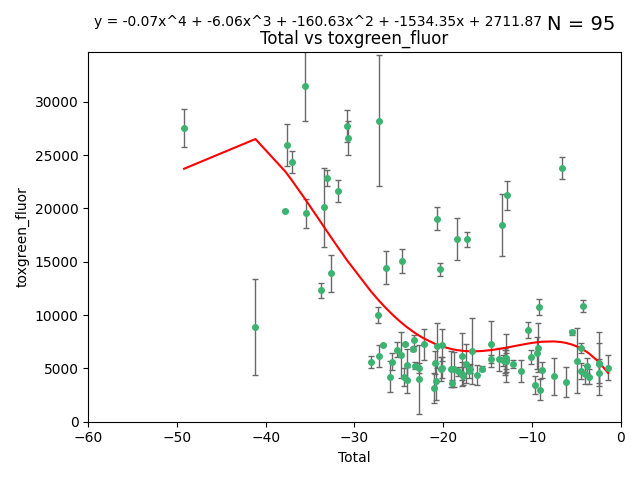 y = -0.07x^4 + -6.06x^3 + -160.63x^2 + -1534.35x + 2711.87 N = 95
Total vs toxgreen_fluor
30000
25000
20000
15000
10000
5000
0
toxgreen_fluor
−60 −50 −40 −30 −20 −10 0
Total